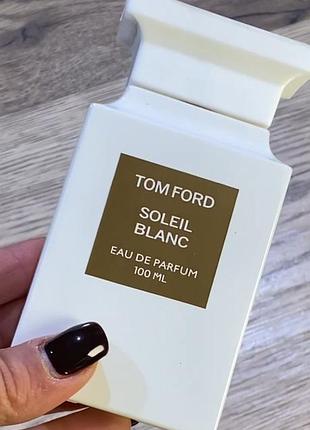 TOM FORD
SOLEIL
BLANC
EAU DE PARFUM
100 ML